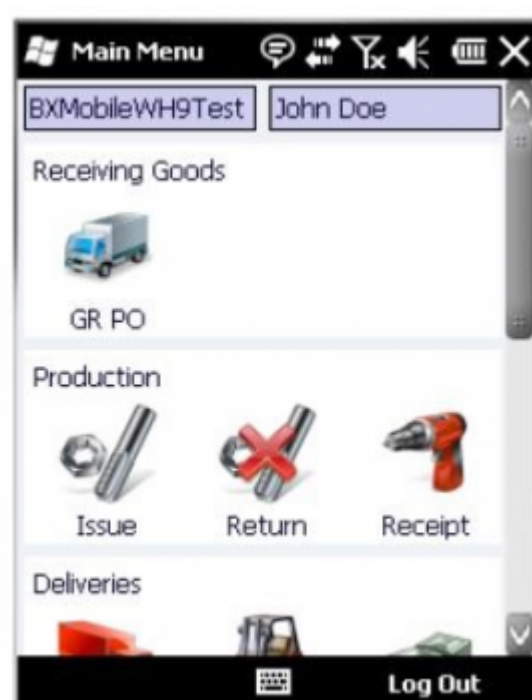 Main Menu
BXMobileWH9Test John Doe
Receiving Goods
GR PO
Production
Issue Return Receipt
Deliveries
Log Out